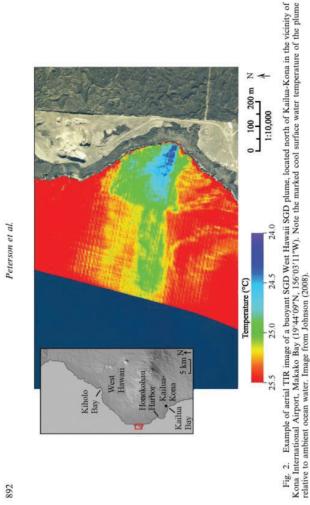 892
Peterson et al.
Kiholo
Bay
West
Hawaii
Honokohau
Harbor
Kailua-
Kona
Kailua
Bay
5 km
N
Temperature (°C)
25.5
25.0
24.5
24.0
0
100
200 m
1:10,000
N
Fig. 2. Example of aerial TIR image of a buoyant SGD West Hawaii SGD plume, located north of Kailua-Kona in the vicinity of
Kona International Airport, Makako Bay (19°44′09″N, 156°03′11″W). Note the marked cool surface water temperature of the plume
relative to ambient ocean water. Image from Johnson (2008).